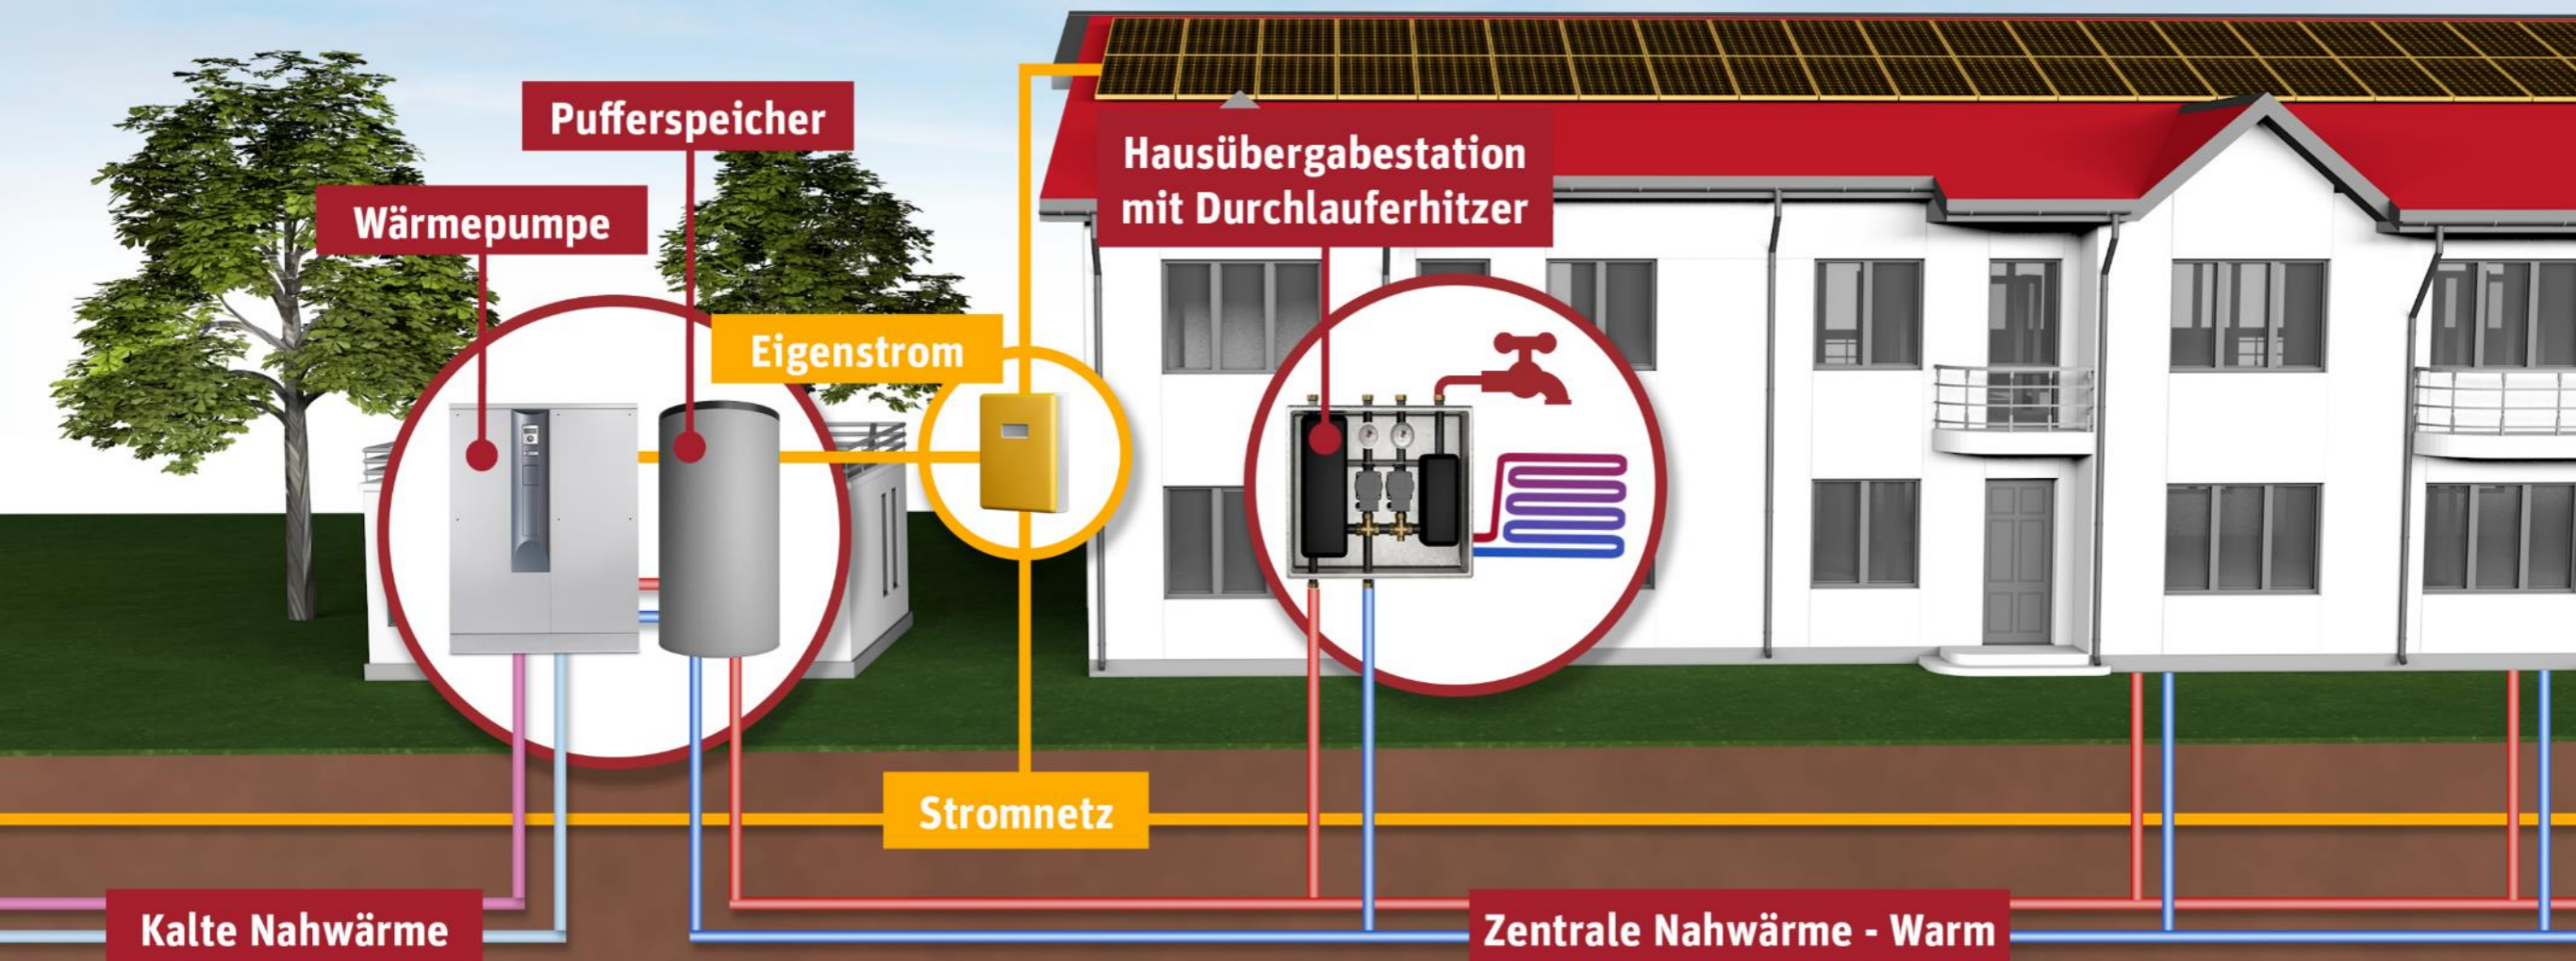 Pufferspeicher
Wärmepumpe
Hausübergabestation
mit Durchlauferhitzer
Eigenstrom
Stromnetz
Kalte Nahwärme
Zentrale Nahwärme - Warm